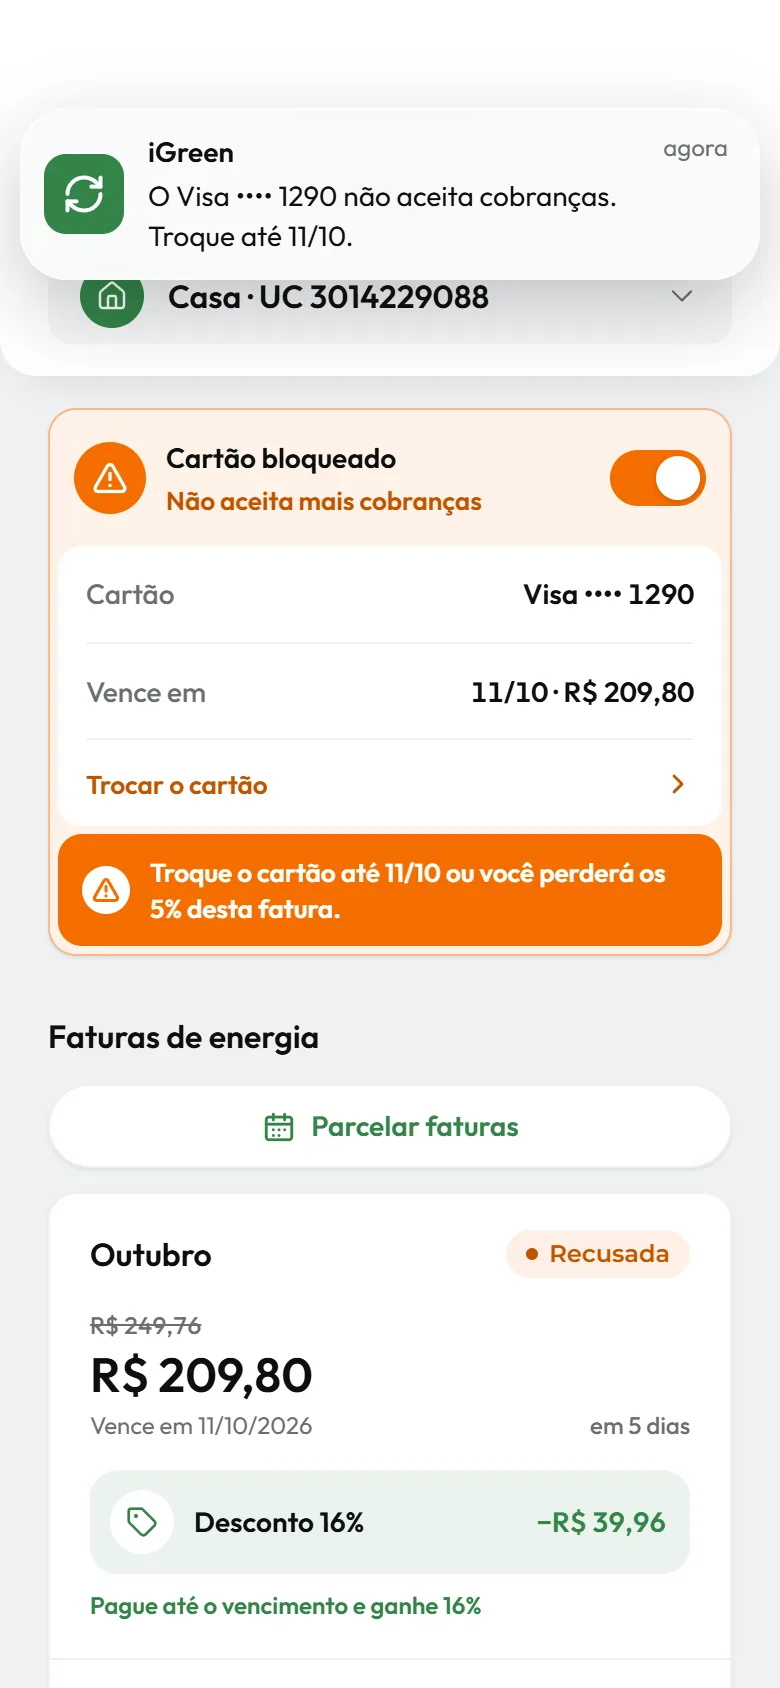 iGreen
agora
O Visa •••• 1290 não aceita cobranças.
Troque até 11/10.
Casa · UC 3014229088
Cartão bloqueado
Não aceita mais cobranças
Cartão
Visa •••• 1290
Vence em
11/10 · R$ 209,80
Trocar o cartão
Troque o cartão até 11/10 ou você perderá os
5% desta fatura.
Faturas de energia
Parcelar faturas
Outubro
Recusada
R$ 249,76
R$ 209,80
Vence em 11/10/2026
em 5 dias
Desconto 16%
−R$ 39,96
Pague até o vencimento e ganhe 16%